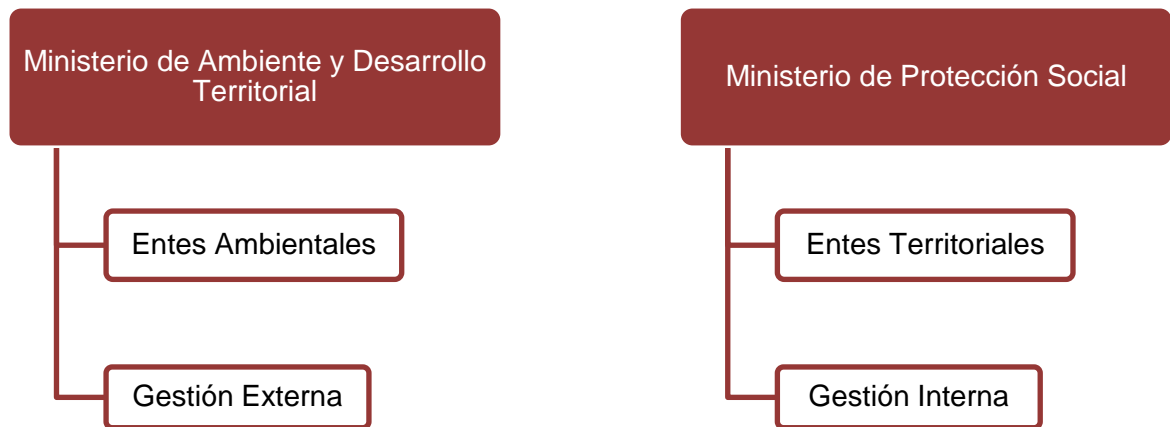 Ministerio de Ambiente y Desarrollo
Territorial
Entes Ambientales
Gestión Externa
Ministerio de Protección Social
Entes Territoriales
Gestión Interna